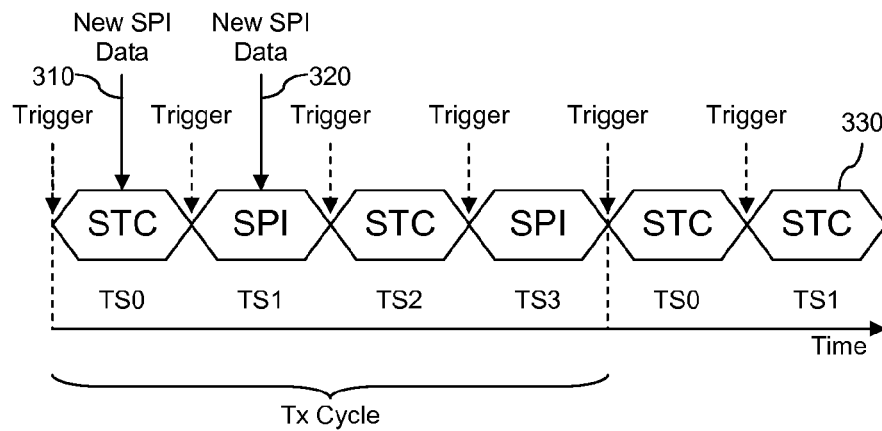 New SPI
Data
New SPI
Data
310
320
Trigger
Trigger
Trigger
Trigger
Trigger
Trigger
330
STC
SPI
STC
SPI
STC
STC
TS0
TS1
TS2
TS3
TS0
TS1
Time
Tx Cycle